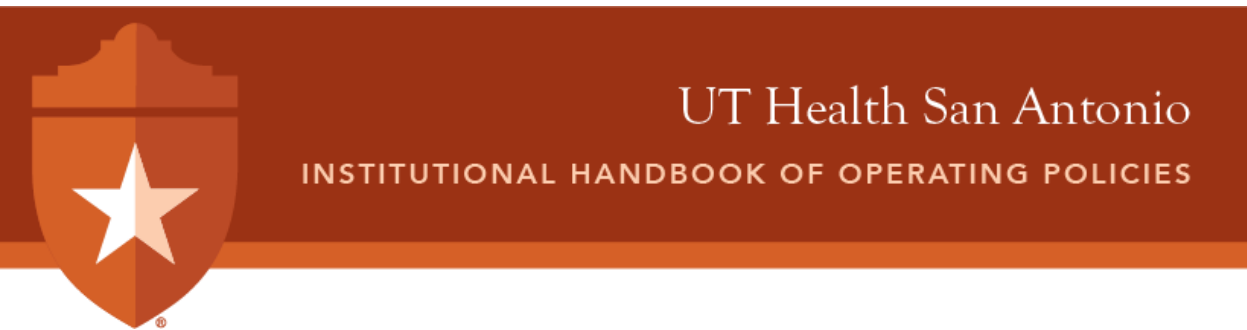 UT Health San Antonio
INSTITUTIONAL HANDBOOK OF OPERATING POLICIES
®